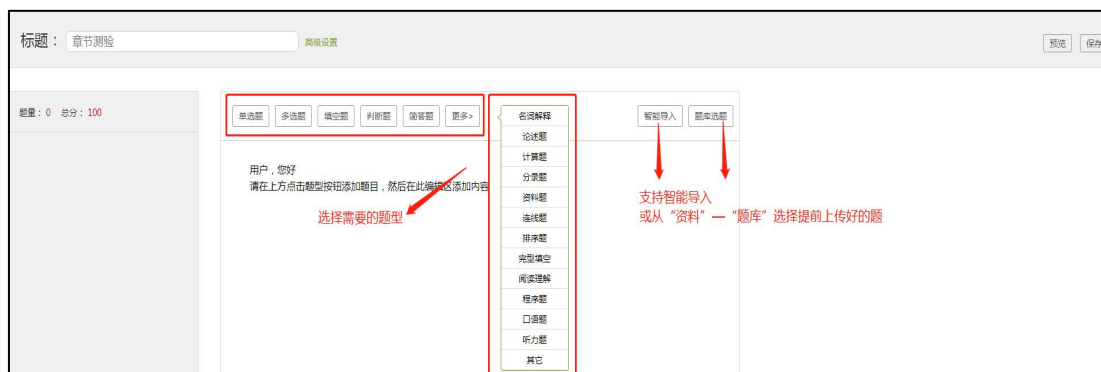 标题： 章节测验 高级设置 预览 保存
题量：0 总分：100
单选题 多选题 填空题 判断题 简答题 更多> 名词解释 智能导入 题库选题
论述题
计算题
用户，您好
分录题
请在上方点击题型按钮添加题目，然后在此编辑区添加内容
资料题
支持智能导入
选择需要的题型
连线题
或从“资料”—“题库”选择提前上传好的题
排序题
完型填空
阅读理解
程序题
口语题
听力题
其它